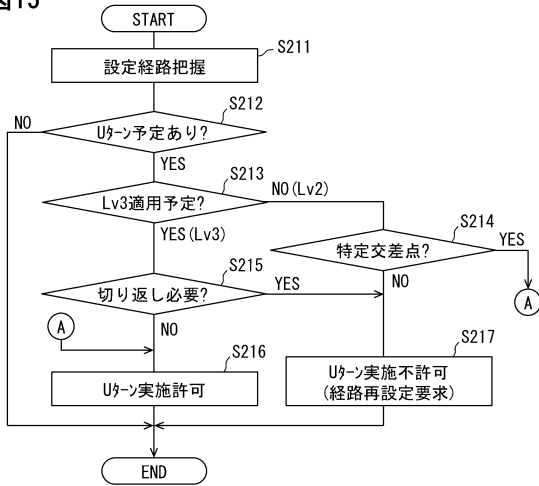 図15
START
S211
設定経路把握
S212
NO
Uターン予定あり?
YES
S213
Lv3適用予定?
NO(Lv2)
YES(Lv3)
S214
特定交差点?
YES
S215
切り返し必要?
YES
NO
A
A
NO
S216
Uターン実施許可
S217
Uターン実施不許可
(経路再設定要求)
END